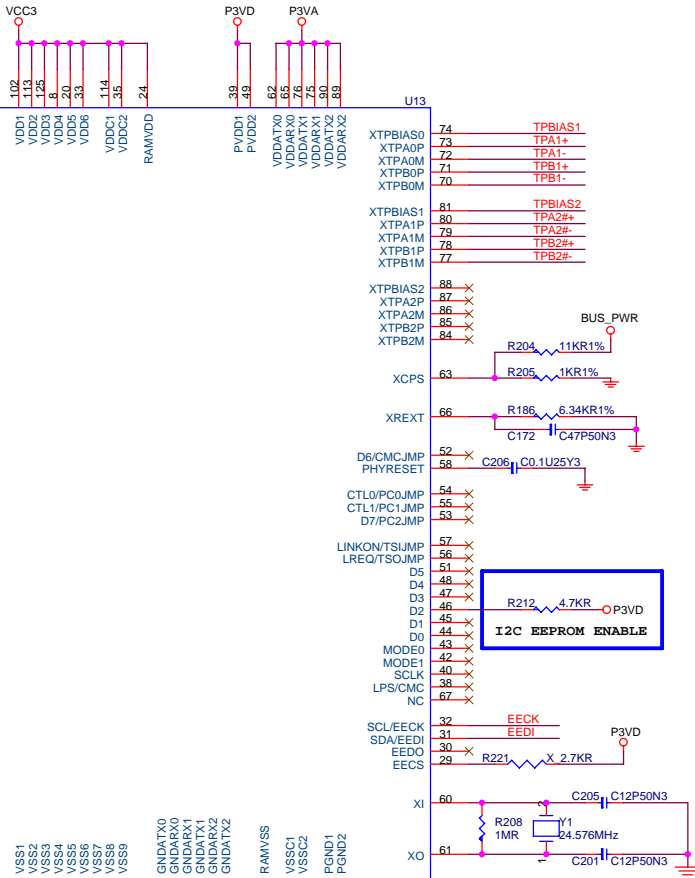 VCC3 P3VD P3VA
102 113 125 8 20 33 114 35 24 39 49 62 65 76 75 90 89
VDD1 VDD2 VDD3 VDD4 VDD5 VDD6 VDDC1 VDDC2 RAMVDD PVDD1 PVDD2 VDDATX0 VDDARX0 VDDATX1 VDDARX1 VDDATX2 VDDARX2
U13
XTPBIAS0 74 TPBIAS1
XTPA0P 73 TPA1+
XTPA0M 72 TPA1-
XTPB0P 71 TPB1+
XTPB0M 70 TPB1-
XTPBIAS1 81 TPBIAS2
XTPA1P 80 TPA2#+
XTPA1M 79 TPA2#-
XTPB1P 78 TPB2#+
XTPB1M 77 TPB2#-
XTPBIAS2 88
XTPA2P 87
XTPA2M 86
XTPB2P 85
XTPB2M 84
BUS_PWR
R204 11KR1%
XCPS 63 R205 1KR1%
XREXT 66 R186 6.34KR1%
C172 C47P50N3
D6/CMCJMP 52
PHYRESET 58 C206 C0.1U25Y3
CTL0/PC0JMP 54
CTL1/PC1JMP 55
D7/PC2JMP 53
LINKON/TSIJMP 57
LREQ/TSOJMP 56
D5 51
D4 48
D3 47
D2 46 R212 4.7KR P3VD
D1 45
I2C EEPROM ENABLE
D0 44
MODE0 43
MODE1 42
SCLK 40
LPS/CMC 38
NC 67
SCL/EECK 32 EECK
SDA/EEDI 31 EEDI
P3VD
EEDO 30
EECS 29 R221 X_2.7KR
XI 60 C205 C12P50N3
2
R208 Y1
1MR 24.576MHz
XO 61 1 C201 C12P50N3
VSS1 VSS2 VSS3 VSS4 VSS5 VSS6 VSS7 VSS8 VSS9 GNDATX0 GNDARX0 GNDARX1 GNDATX1 GNDARX2 GNDATX2 RAMVSS VSSC1 VSSC2 PGND1 PGND2